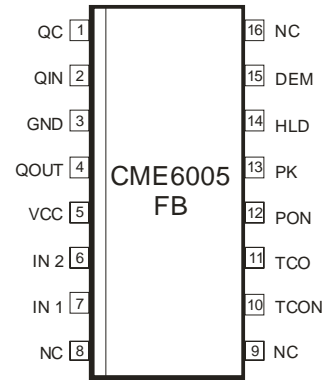 QC 1
QIN 2
GND 3
QOUT 4
VCC 5
IN 2 6
IN 1 7
NC 8
CME6005
FB
16 NC
15 DEM
14 HLD
13 PK
12 PON
11 TCO
10 TCON
9 NC